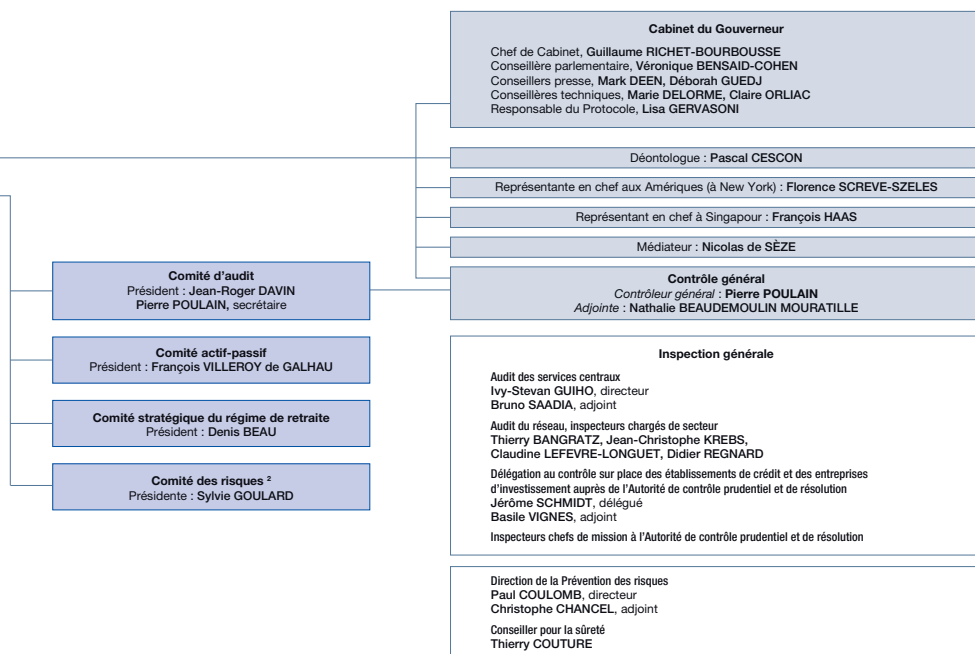 Cabinet du Gouverneur
Chef de Cabinet, Guillaume RICHET-BOURBOUSSE
Conseillère parlementaire, Véronique BENSAID-COHEN
Conseillers presse, Mark DEEN, Déborah GUEDJ
Conseillères techniques, Marie DELORME, Claire ORLIAC
Responsable du Protocole, Lisa GERVASONI
Déontologue : Pascal CESCON
Représentante en chef aux Amériques (à New York) : Florence SCREVE-SZELES
Représentant en chef à Singapour : François HAAS
Médiateur : Nicolas de SÈZE
Comité d'audit
Président : Jean-Roger DAVIN
Pierre POULAIN, secrétaire
Contrôle général
Contrôleur général : Pierre POULAIN
Adjointe : Nathalie BEAUDEMOULIN MOURATILLE
Comité actif-passif
Président : François VILLEROY de GALHAU
Comité stratégique du régime de retraite
Président : Denis BEAU
Comité des risques ²
Présidente : Sylvie GOULARD
Inspection générale
Audit des services centraux
Ivy-Stevan GUIHO, directeur
Bruno SAADIA, adjoint
Audit du réseau, inspecteurs chargés de secteur
Thierry BANGRATZ, Jean-Christophe KREBS,
Claudine LEFEVRE-LONGUET, Didier REGNARD
Délégation au contrôle sur place des établissements de crédit et des entreprises
d'investissement auprès de l'Autorité de contrôle prudentiel et de résolution
Jérôme SCHMIDT, délégué
Basile VIGNES, adjoint
Inspecteurs chefs de mission à l'Autorité de contrôle prudentiel et de résolution
Direction de la Prévention des risques
Paul COULOMB, directeur
Christophe CHANCEL, adjoint
Conseiller pour la sûreté
Thierry COUTURE